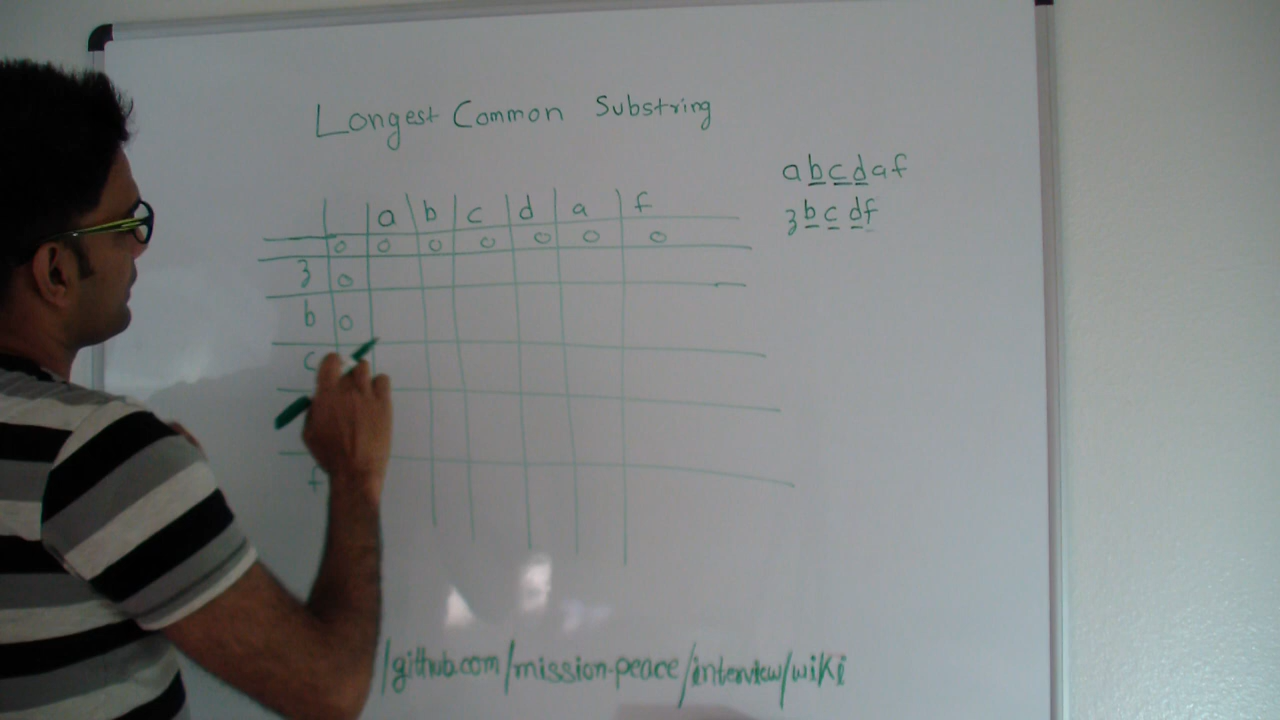 Longest Common Substring
abcdaf
zbcdf
a b c d a f
0 0 0 0 0 0 0
z 0
b 0
c
f
/github.com/mission-peace/interview/wiki